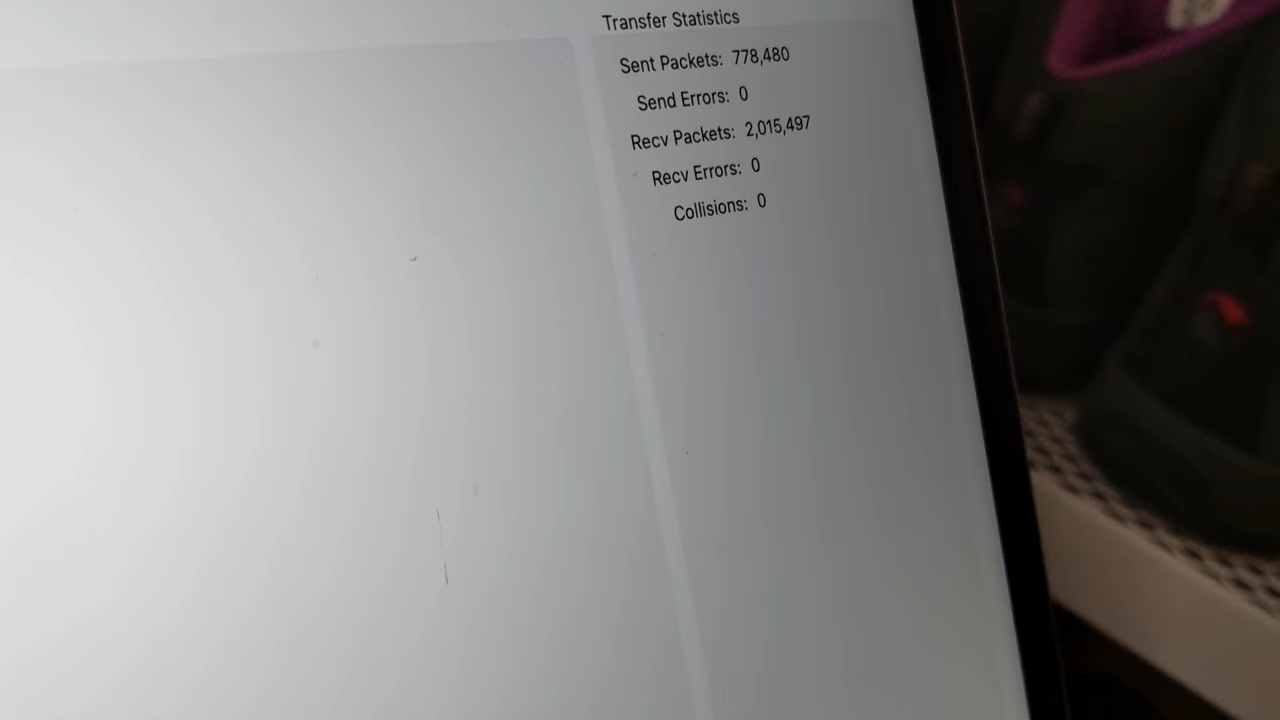 Transfer Statistics
Sent Packets: 778,480
Send Errors: 0
Recv Packets: 2,015,497
Recv Errors: 0
Collisions: 0